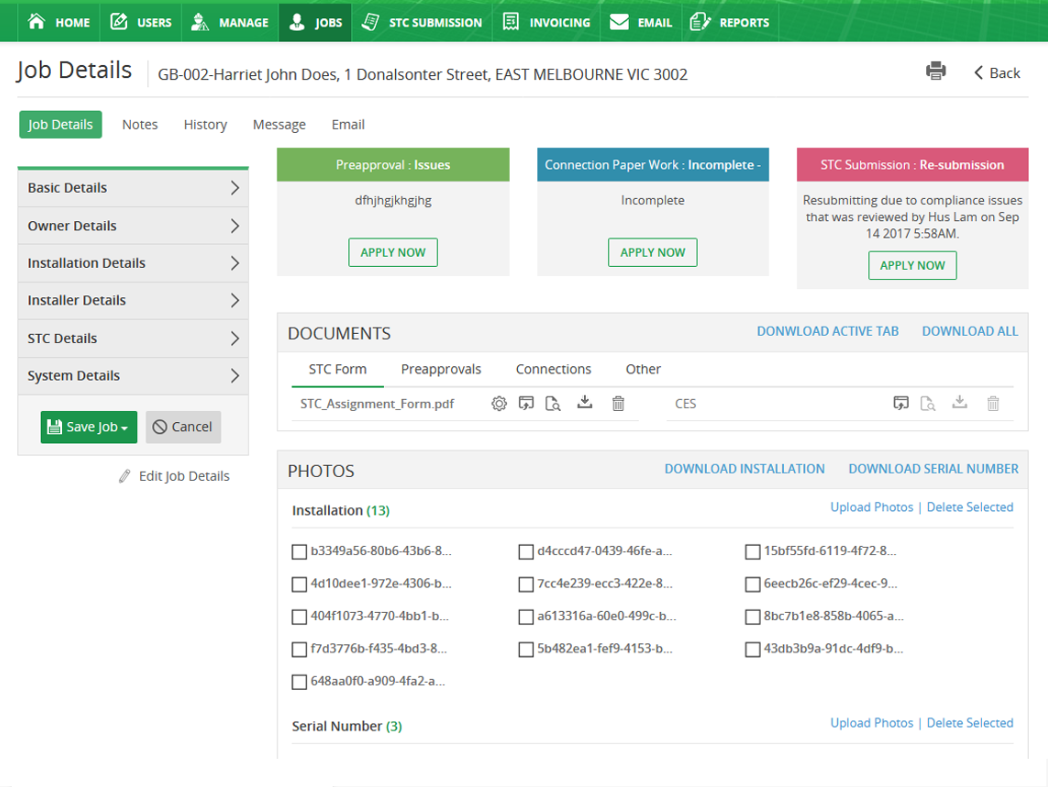 HOME USERS MANAGE JOBS STC SUBMISSION INVOICING EMAIL REPORTS
Job Details GB-002-Harriet John Does, 1 Donalsonter Street, EAST MELBOURNE VIC 3002 Back
Job Details Notes History Message Email
Basic Details
Owner Details
Installation Details
Installer Details
STC Details
System Details
Save Job Cancel
Edit Job Details
Preapproval : Issues
dfhjhgjkhgjhg
APPLY NOW
Connection Paper Work : Incomplete -
Incomplete
APPLY NOW
STC Submission : Re-submission
Resubmitting due to compliance issues
that was reviewed by Hus Lam on Sep
14 2017 5:58AM.
APPLY NOW
DOCUMENTS DONWLOAD ACTIVE TAB DOWNLOAD ALL
STC Form Preapprovals Connections Other
STC_Assignment_Form.pdf CES
PHOTOS DOWNLOAD INSTALLATION DOWNLOAD SERIAL NUMBER
Installation (13) Upload Photos | Delete Selected
b3349a56-80b6-43b6-8... d4cccd47-0439-46fe-a... 15bf55fd-6119-4f72-8...
4d10dee1-972e-4306-b... 7cc4e239-ecc3-422e-8... 6eecb26c-ef29-4cec-9...
404f1073-4770-4bb1-b... a613316a-60e0-499c-b... 8bc7b1e8-858b-4065-a...
f7d3776b-f435-4bd3-8... 5b482ea1-fef9-4153-b... 43db3b9a-91dc-4df9-b...
648aa0f0-a909-4fa2-a...
Serial Number (3) Upload Photos | Delete Selected